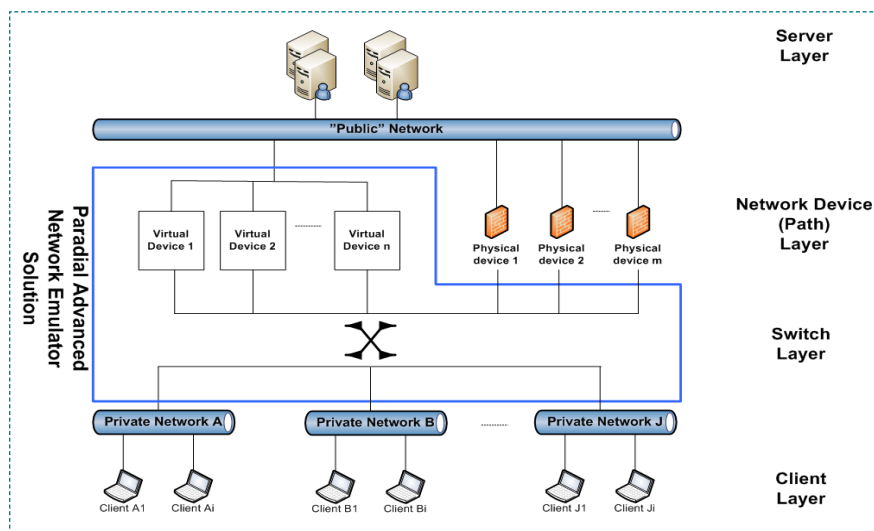 Server
Layer
"Public" Network
Paradial Advanced
Network Emulator
Solution
Virtual
Device 1
Virtual
Device 2
Virtual
Device n
Physical
device 1
Physical
device 2
Physical
device m
Network Device
(Path)
Layer
Switch
Layer
Private Network A
Private Network B
Private Network J
Client A1
Client Ai
Client B1
Client Bi
Client J1
Client Ji
Client
Layer